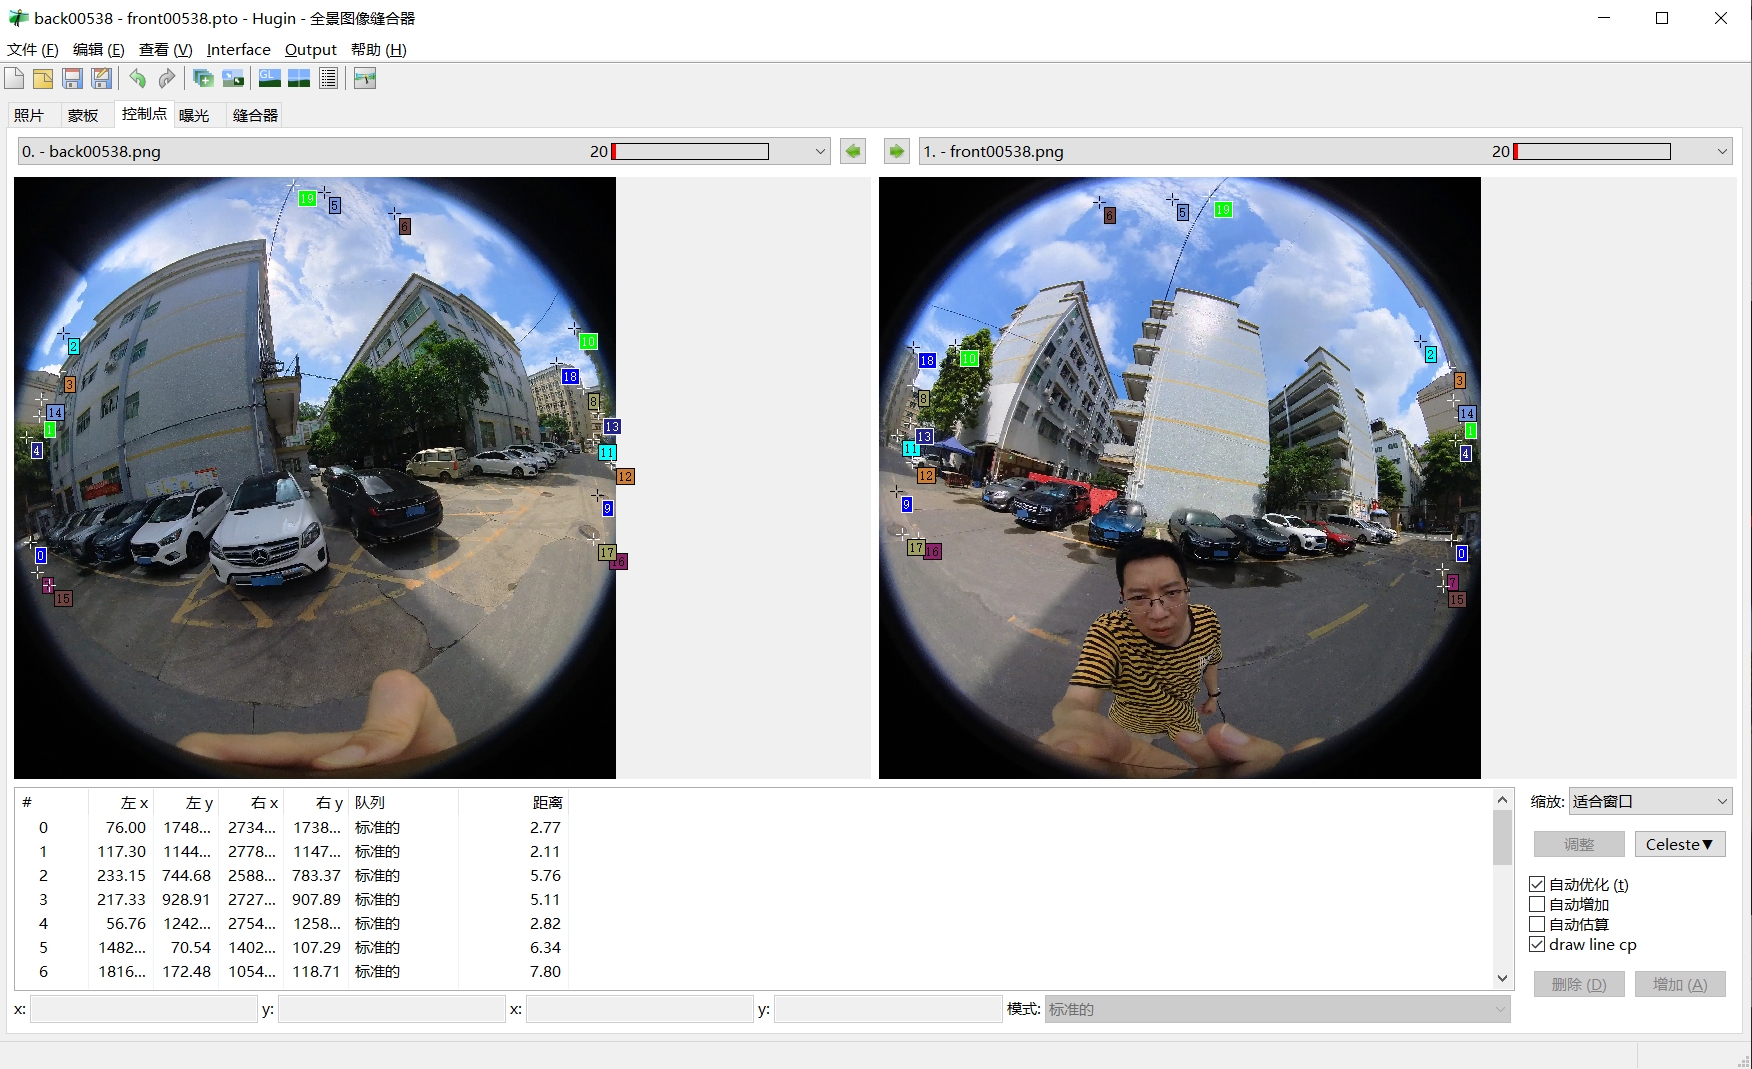 back00538 - front00538.pto - Hugin - 全景图像缝合器
文件 (F) 编辑 (E) 查看 (V) Interface Output 帮助 (H)
GL
照片 蒙板 控制点 曝光 缝合器
0. - back00538.png 20 1. - front00538.png 20
19 5 6 2 3 14 1 4 0 15 10 18 8 13 11 12 9 17 16
6 5 19 18 10 8 13 11 12 9 17 16 2 3 14 1 4 0 7 15
# 左 x 左 y 右 x 右 y 队列 距离
0 76.00 1748... 2734... 1738... 标准的 2.77
1 117.30 1144... 2778... 1147... 标准的 2.11
2 233.15 744.68 2588... 783.37 标准的 5.76
3 217.33 928.91 2727... 907.89 标准的 5.11
4 56.76 1242... 2754... 1258... 标准的 2.82
5 1482... 70.54 1402... 107.29 标准的 6.34
6 1816... 172.48 1054... 118.71 标准的 7.80
x: y: x: y: 模式: 标准的
缩放: 适合窗口
调整 Celeste▼
自动优化 (t)
自动增加
自动估算
draw line cp
删除 (D) 增加 (A)